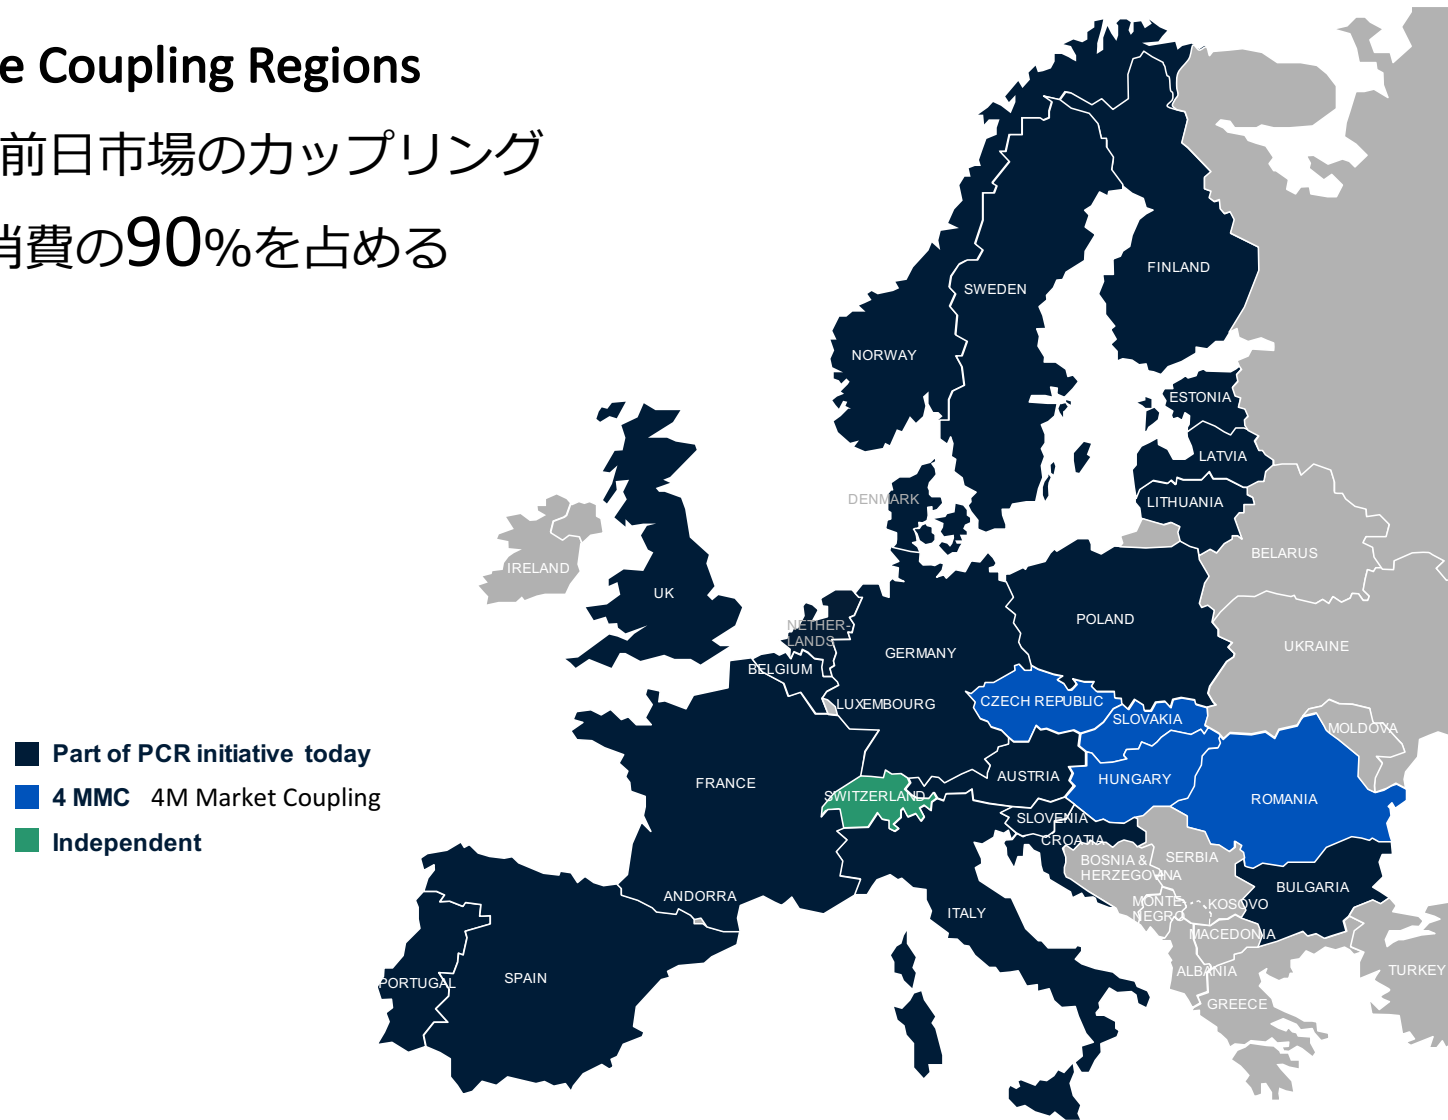 e Coupling Regions
前日市場のカップリング
消費の90%を占める
FINLAND
SWEDEN
NORWAY
ESTONIA
LATVIA
DENMARK
LITHUANIA
BELARUS
IRELAND
UK
NETHER-
LANDS
POLAND
UKRAINE
GERMANY
BELGIUM
LUXEMBOURG
CZECH REPUBLIC
SLOVAKIA
MOLDOVA
Part of PCR initiative today
4 MMC 4M Market Coupling
Independent
FRANCE
AUSTRIA
HUNGARY
SWITZERLAND
ROMANIA
SLOVENIA
CROATIA
BOSNIA &
HERZEGOVINA
SERBIA
BULGARIA
ANDORRA
ITALY
MONTE-
NEGRO
KOSOVO
MACEDONIA
PORTUGAL
SPAIN
ALBANIA
TURKEY
GREECE